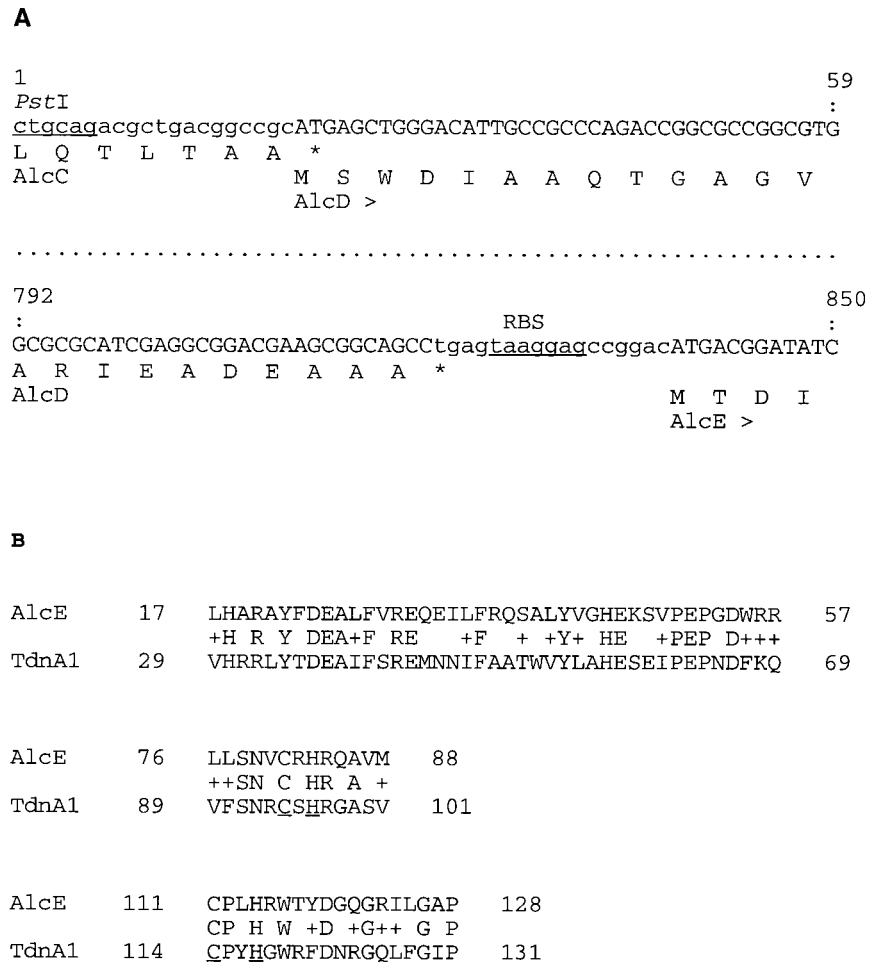 A
1 59
PstI :
ctgcagacgctgacggccgcATGAGCTGGGACATTGCCGCCCAGACCGGCGCCGGCGTG
L Q T L T A A *
AlcC M S W D I A A Q T G A G V
AlcD >
...........................................................
792 850
: RBS :
GCGCGCATCGAGGCGGACGAAGCGGCAGCCtgagtaaggagccggacATGACGGATATC
A R I E A D E A A A *
AlcD M T D I
AlcE >
B
AlcE 17 LHARAYFDEALFVREQEILFRQSALYVGHEKSVPEPGDWRR 57
+H R Y DEA+F RE +F + +Y+ HE +PEP D+++
TdnA1 29 VHRRLYTDEAIFSREMNNIFAATWVYLAHESEIPEPNDFKQ 69
AlcE 76 LLSNVCRHRQAVM 88
++SN C HR A +
TdnA1 89 VFSNRCSHRGASV 101
AlcE 111 CPLHRWTYDGQGRILGAP 128
CP H W +D +G++ G P
TdnA1 114 CPYHGWRFDNRGQLFGIP 131